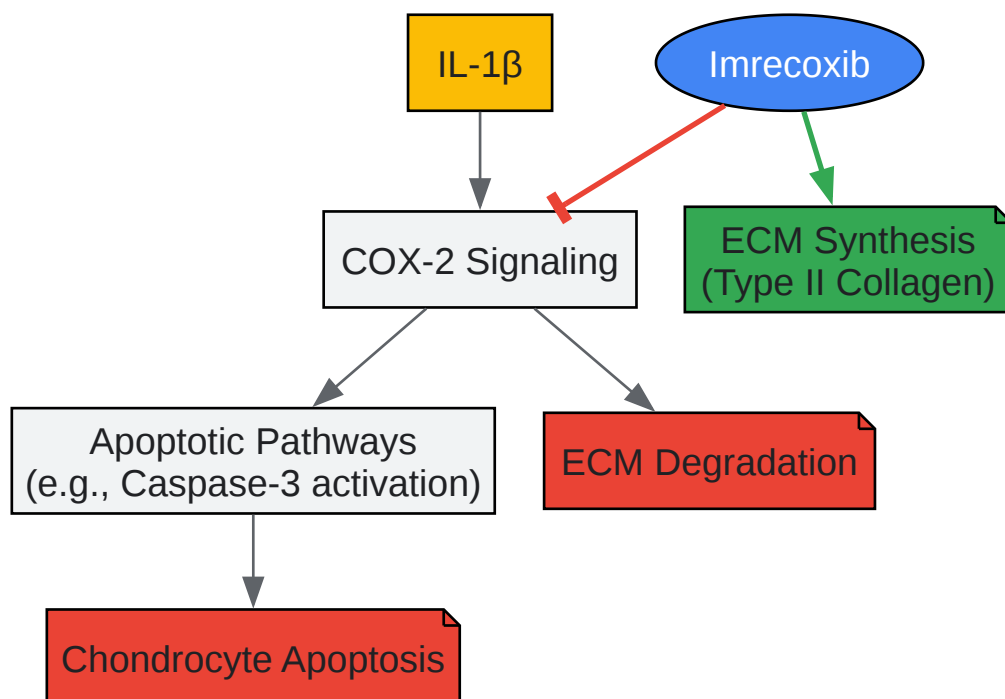 IL-1β
Imrecoxib
COX-2 Signaling
ECM Synthesis
(Type II Collagen)
Apoptotic Pathways
(e.g., Caspase-3 activation)
ECM Degradation
Chondrocyte Apoptosis